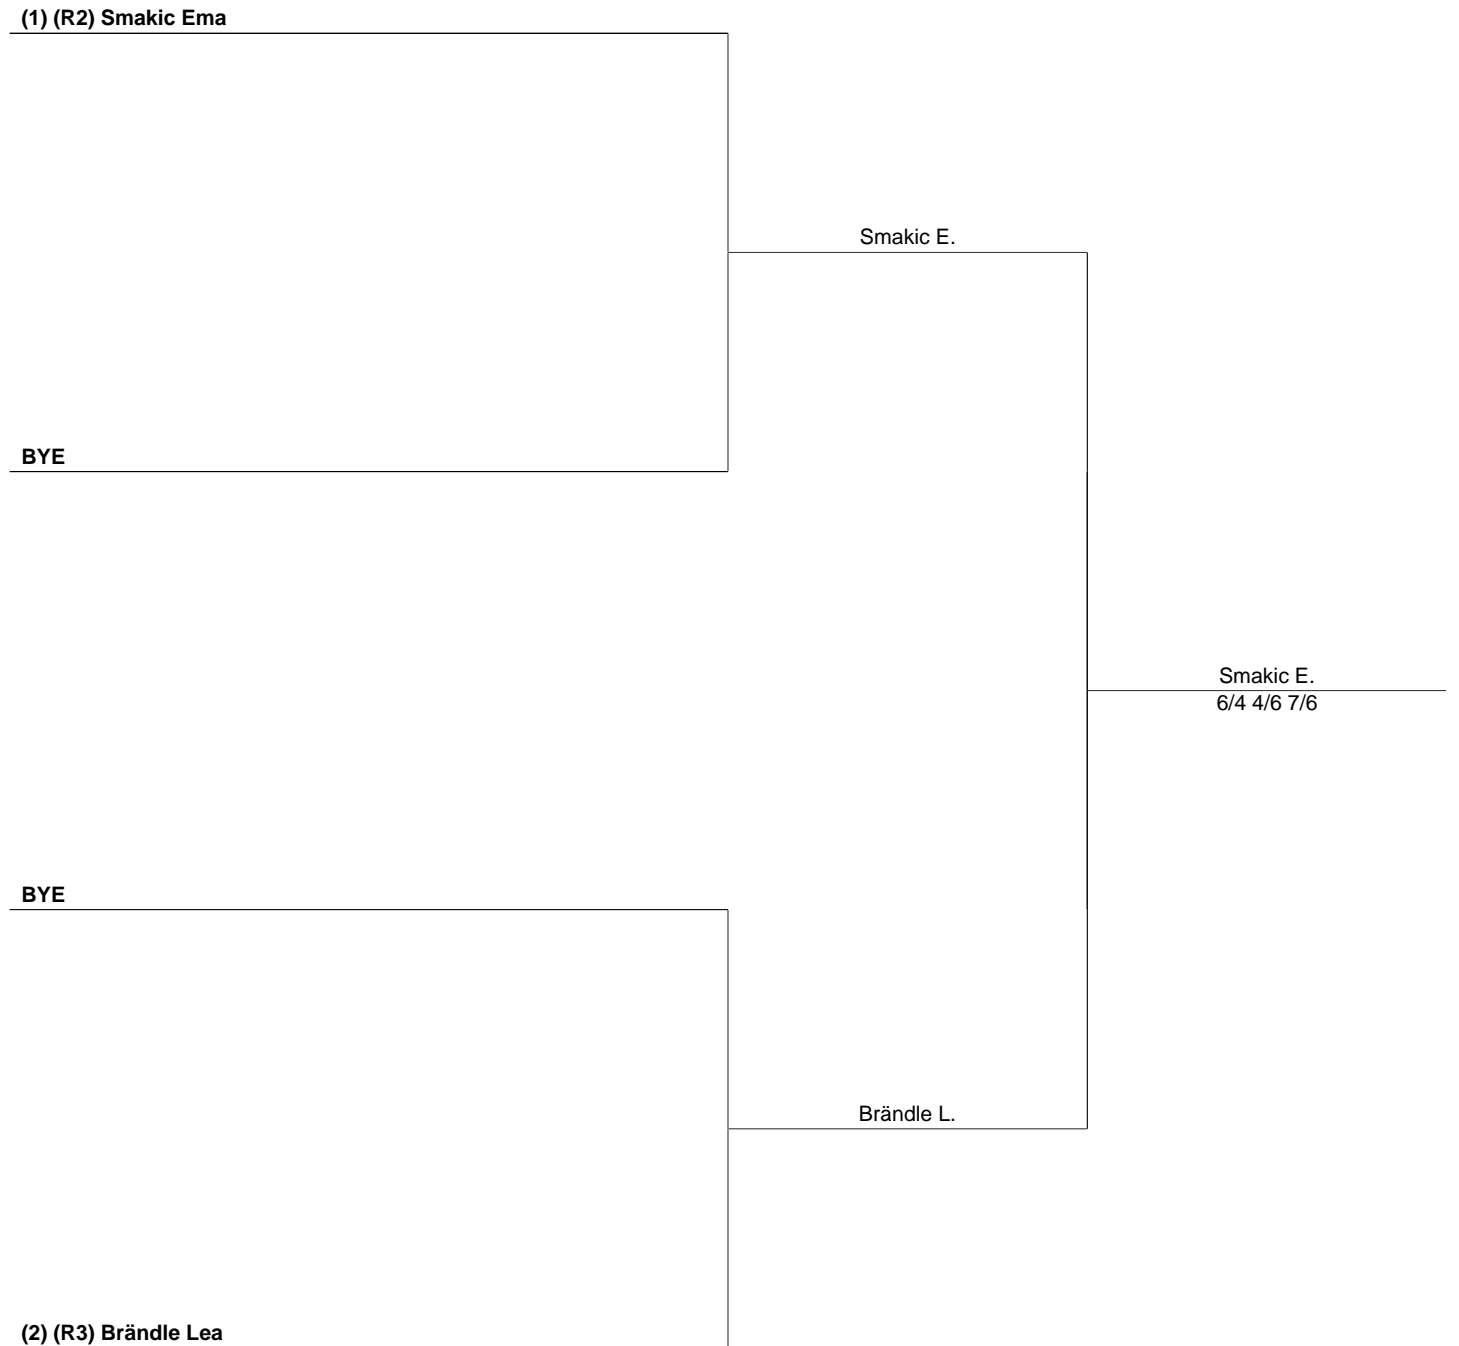 (1) (R2) Smakic Ema
Smakic E.
BYE
Smakic E.
6/4 4/6 7/6
BYE
Brändle L.
(2) (R3) Brändle Lea